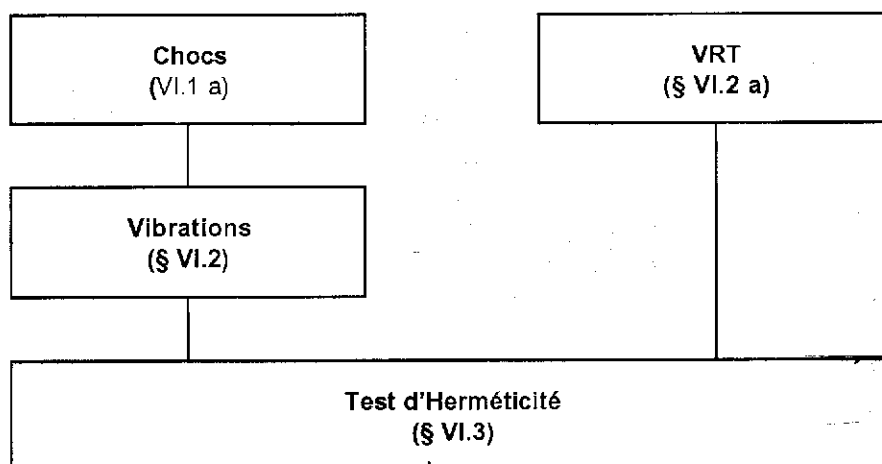 Chocs
(VI.1 a)
VRT
(§ VI.2 a)
Vibrations
(§ VI.2)
Test d'Herméticité
(§ VI.3)